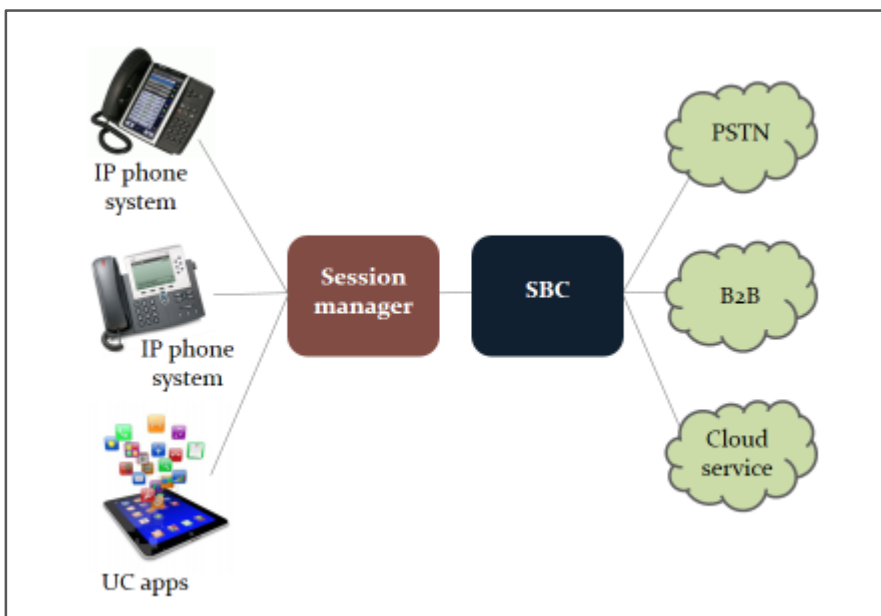 IP phone
system
IP phone
system
UC apps
Session
manager
SBC
PSTN
B2B
Cloud
service